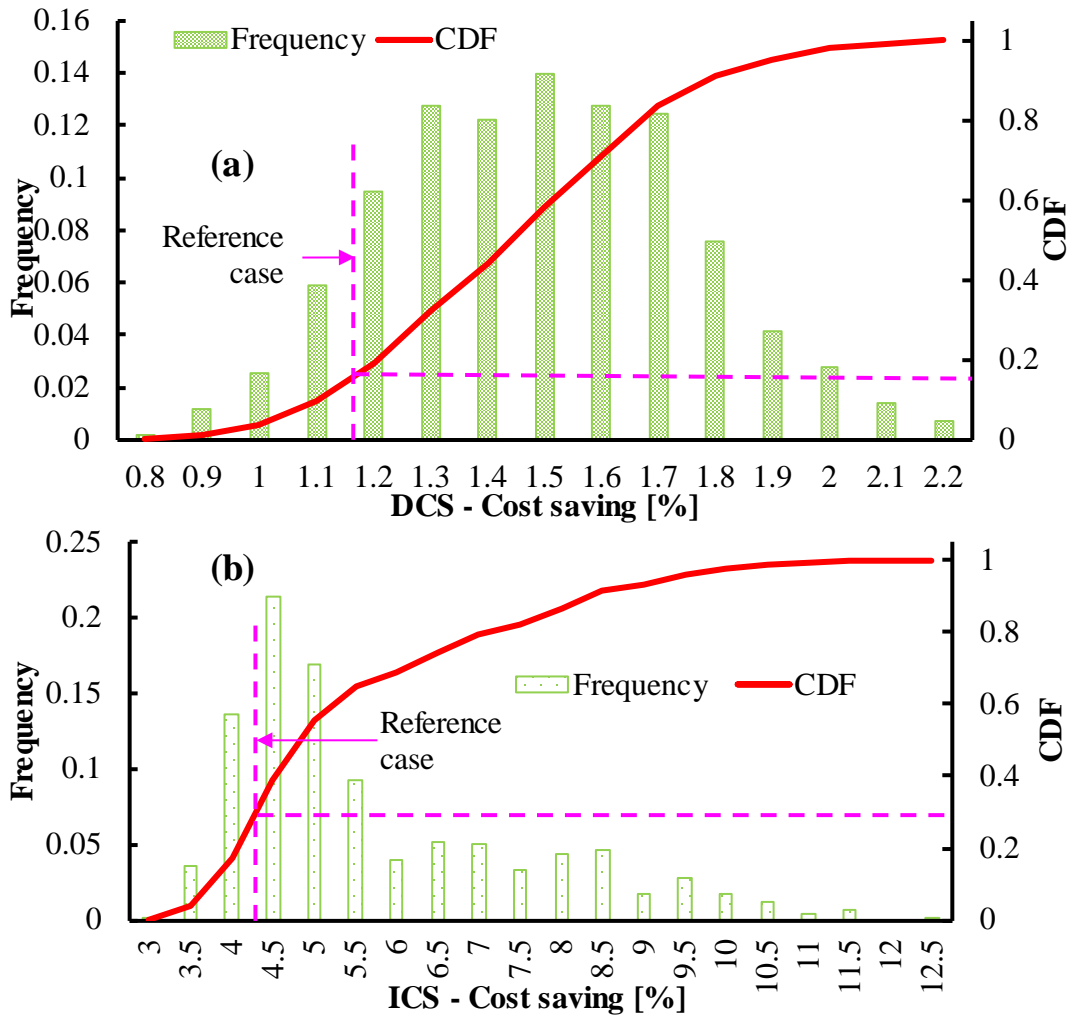 0.16
0.14
0.12
0.1
0.08
0.06
0.04
0.02
0
Frequency
Frequency CDF
(a)
Reference
case
1
0.8
0.6
0.4
0.2
0
CDF
0.8 0.9 1 1.1 1.2 1.3 1.4 1.5 1.6 1.7 1.8 1.9 2 2.1 2.2
DCS - Cost saving [%]
0.25
0.2
0.15
0.1
0.05
0
Frequency
(b)
Frequency CDF
Reference
case
1
0.8
0.6
0.4
0.2
0
CDF
3 3.5 4 4.5 5 5.5 6 6.5 7 7.5 8 8.5 9 9.5 10 10.5 11 11.5 12 12.5
ICS - Cost saving [%]